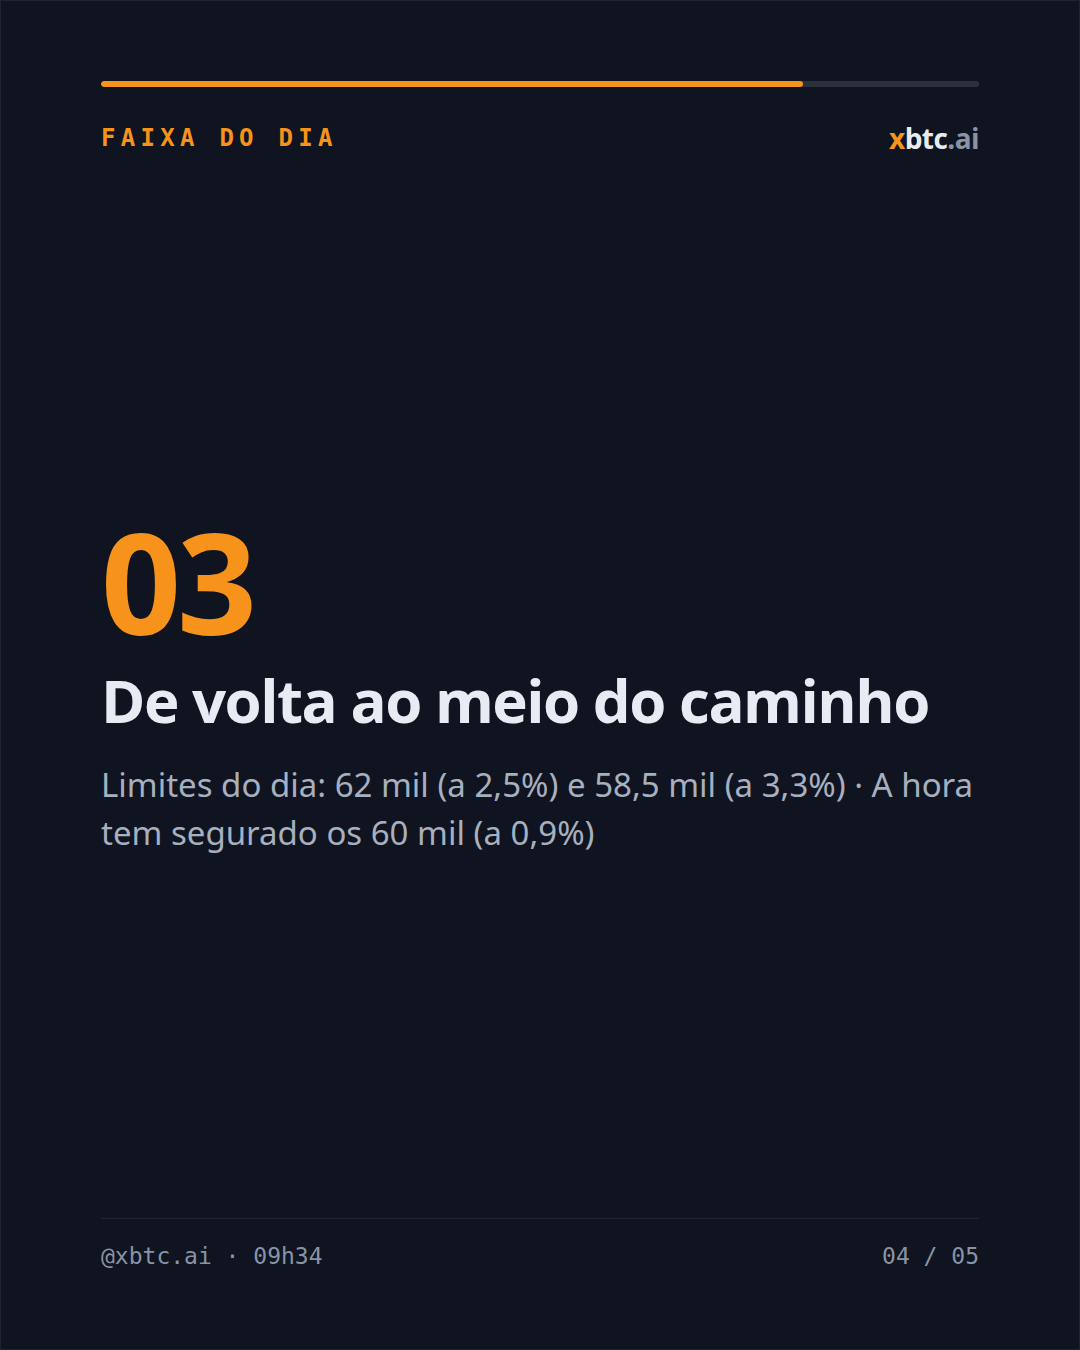 FAIXA DO DIA
xbtc.ai
03
De volta ao meio do caminho
Limites do dia: 62 mil (a 2,5%) e 58,5 mil (a 3,3%) · A hora
tem segurado os 60 mil (a 0,9%)
@xbtc.ai · 09h34
04 / 05